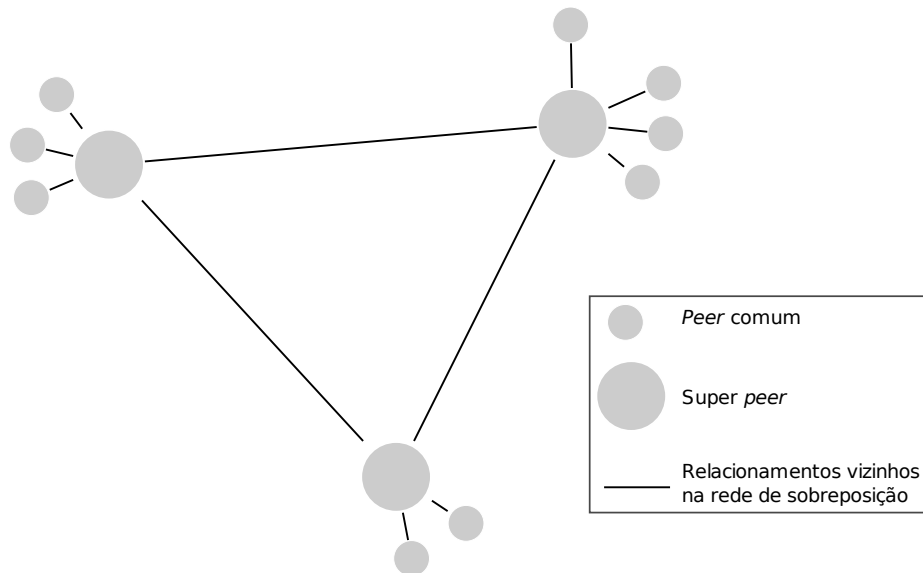 Peer comum
Super peer
Relacionamentos vizinhos
na rede de sobreposição